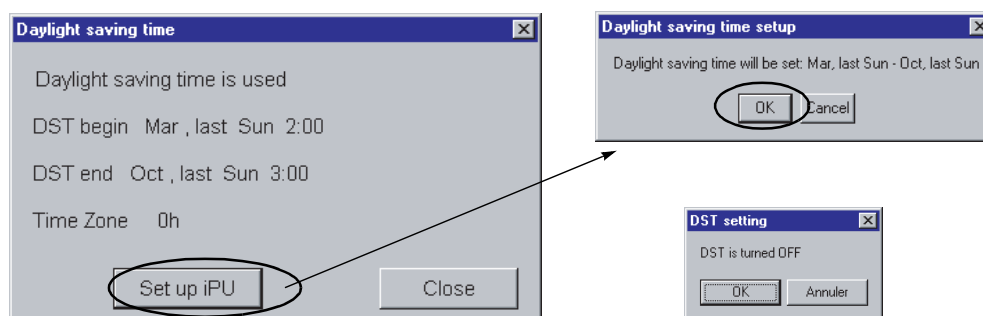 Daylight saving time
Daylight saving time is used
DST begin Mar , last Sun 2:00
DST end Oct , last Sun 3:00
Time Zone 0h
Set up iPU
Close
Daylight saving time setup
Daylight saving time will be set: Mar, last Sun - Oct, last Sun
OK
Cancel
DST setting
DST is turned OFF
OK
Annuler